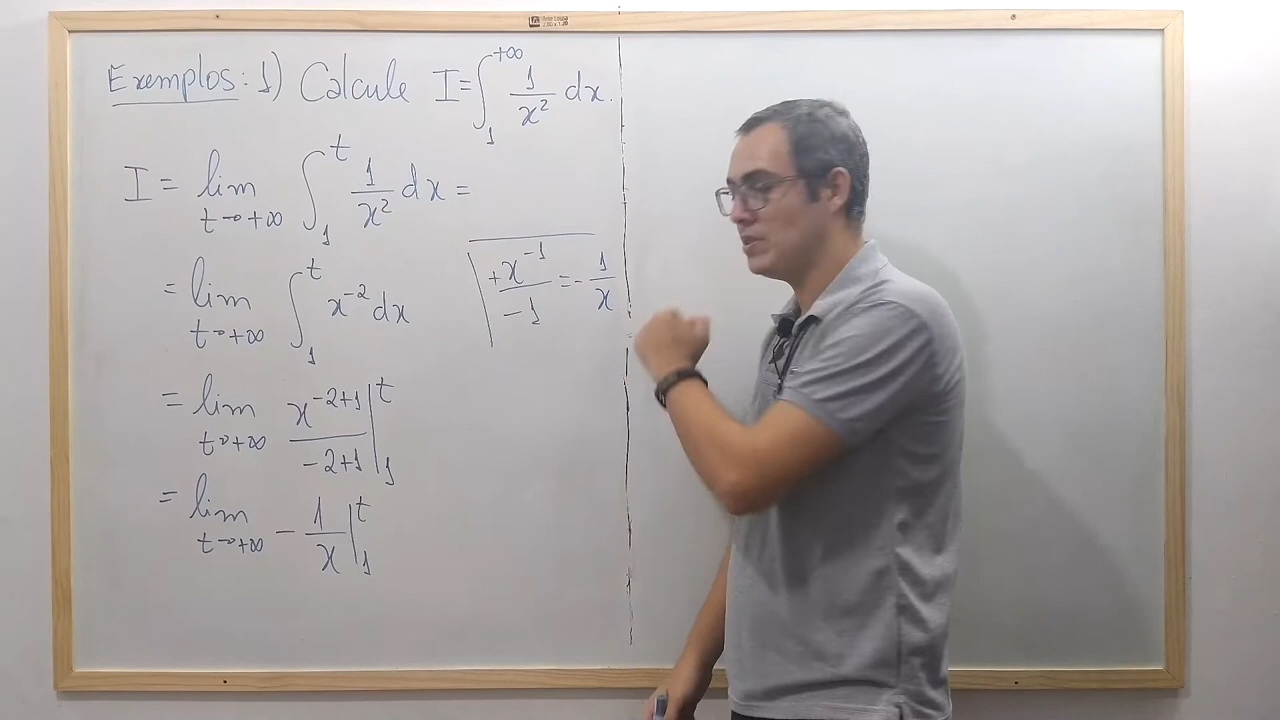 Exemplos: 1) Calcule I = ∫₁^{+∞} 1/x² dx.
I = lim_{t→+∞} ∫₁^t 1/x² dx =
= lim_{t→+∞} ∫₁^t x^{-2} dx
+x^{-1}/-1 = -1/x
= lim_{t→+∞} x^{-2+1}/-2+1 |₁^t
= lim_{t→+∞} -1/x |₁^t